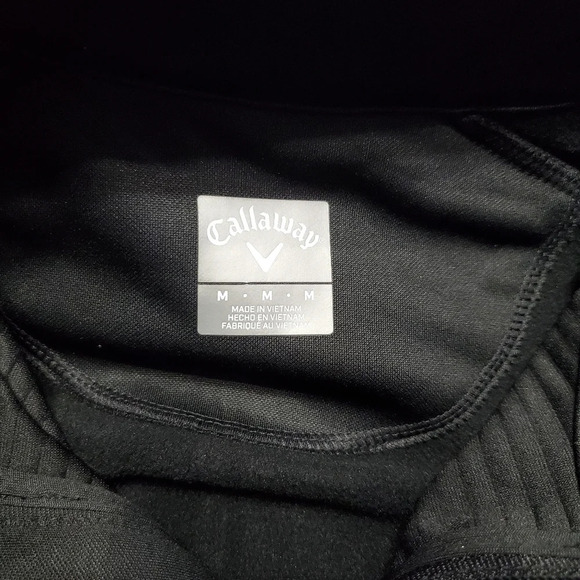 Callaway
M • M • M
MADE IN VIETNAM
HECHO EN VIETNAM
FABRIQUÉ AU VIETNAM